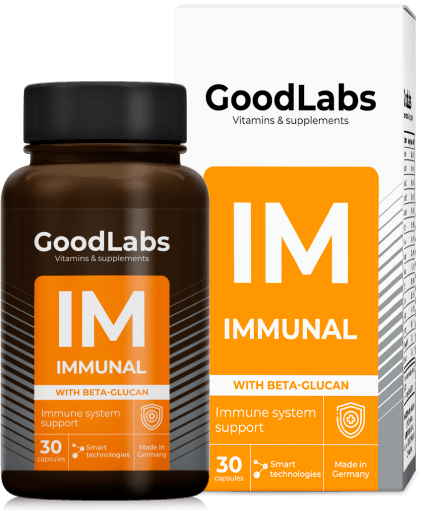 GoodLabs
Vitamins & supplements
IM
IMMUNAL
WITH BETA-GLUCAN
Immune system
support
30
capsules
Smart
technologies
Made in
Germany
GoodLabs
Vitamins & supplements
IM
IMMUNAL
WITH BETA-GLUCAN
Immune system
support
30
capsules
Smart
technologies
Made in
Germany